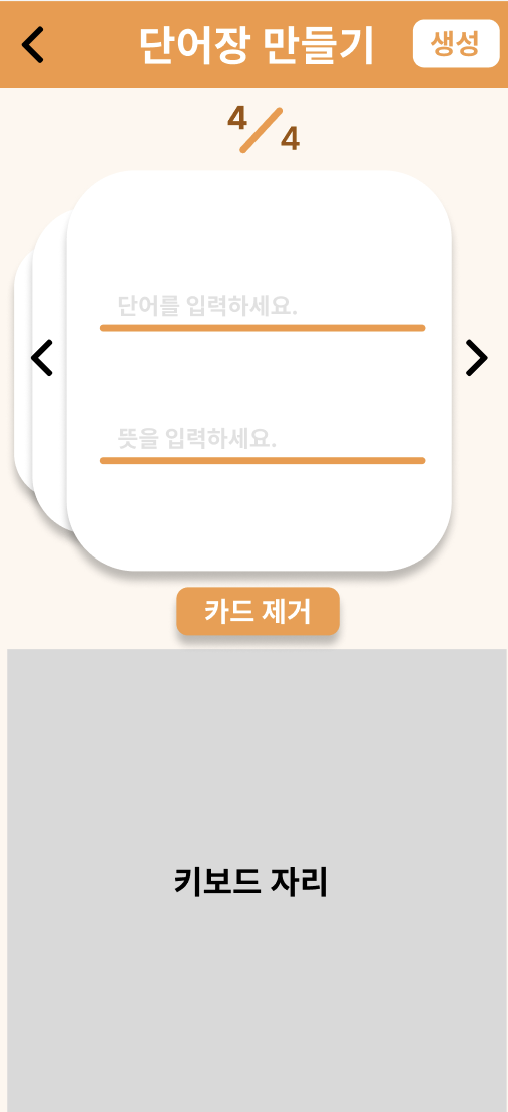 단어장 만들기
생성
4/4
단어를 입력하세요.
뜻을 입력하세요.
카드 제거
키보드 자리